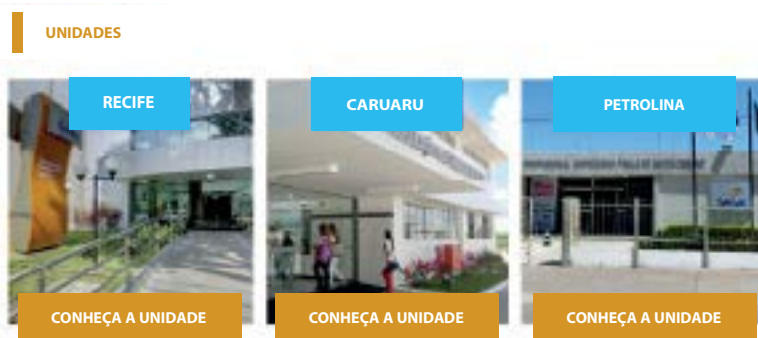 UNIDADES
RECIFE
CARUARU
PETROLINA
CONHEÇA A UNIDADE
CONHEÇA A UNIDADE
CONHEÇA A UNIDADE